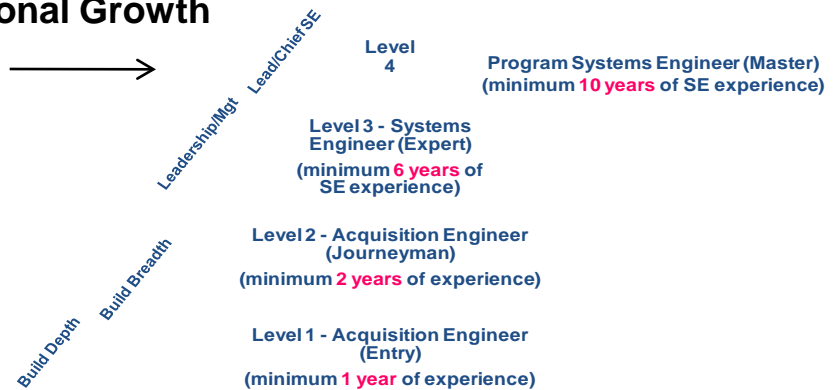 onal Growth
Lead/Chief SE
Level
4
Program Systems Engineer (Master)
(minimum 10 years of SE experience)
Leadership/Mgt
Level 3 - Systems
Engineer (Expert)
(minimum 6 years of
SE experience)
Build Breadth
Level 2 - Acquisition Engineer
(Journeyman)
(minimum 2 years of experience)
Build Depth
Level 1 - Acquisition Engineer
(Entry)
(minimum 1 year of experience)